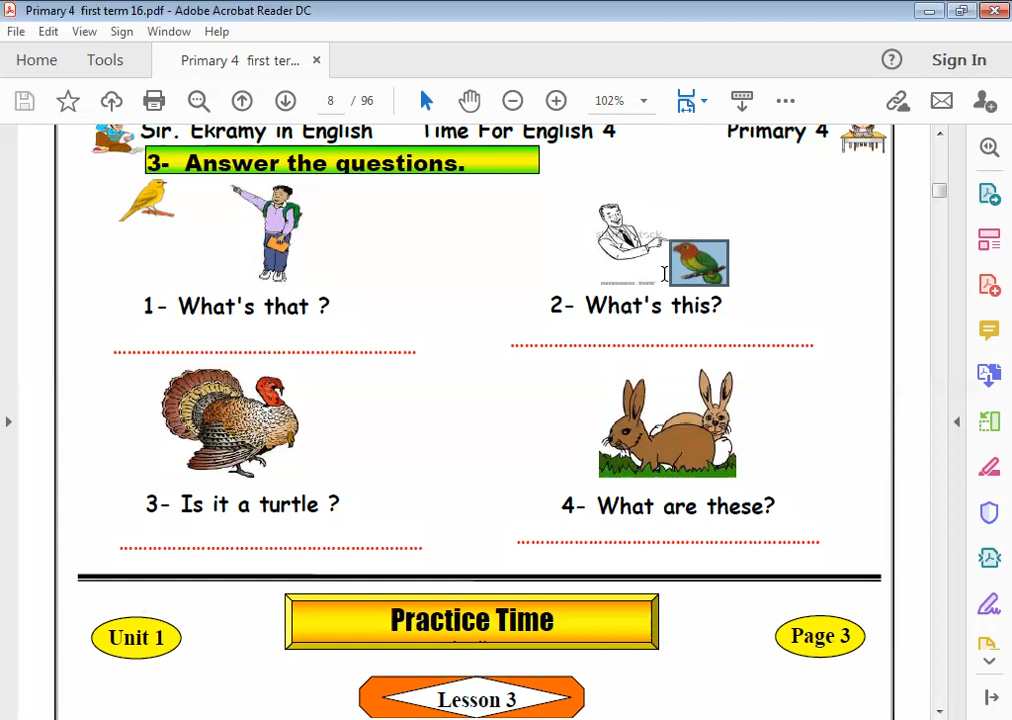 Primary 4 first term 16.pdf - Adobe Acrobat Reader DC
File Edit View Sign Window Help
Home Tools Primary 4 first ter... × Sign In
8 / 96 102%
Sir. Ekramy in English Time For English 4 Primary 4
3- Answer the questions.
1- What's that ?
2- What's this?
3- Is it a turtle ?
4- What are these?
Unit 1
Practice Time
Page 3
Lesson 3